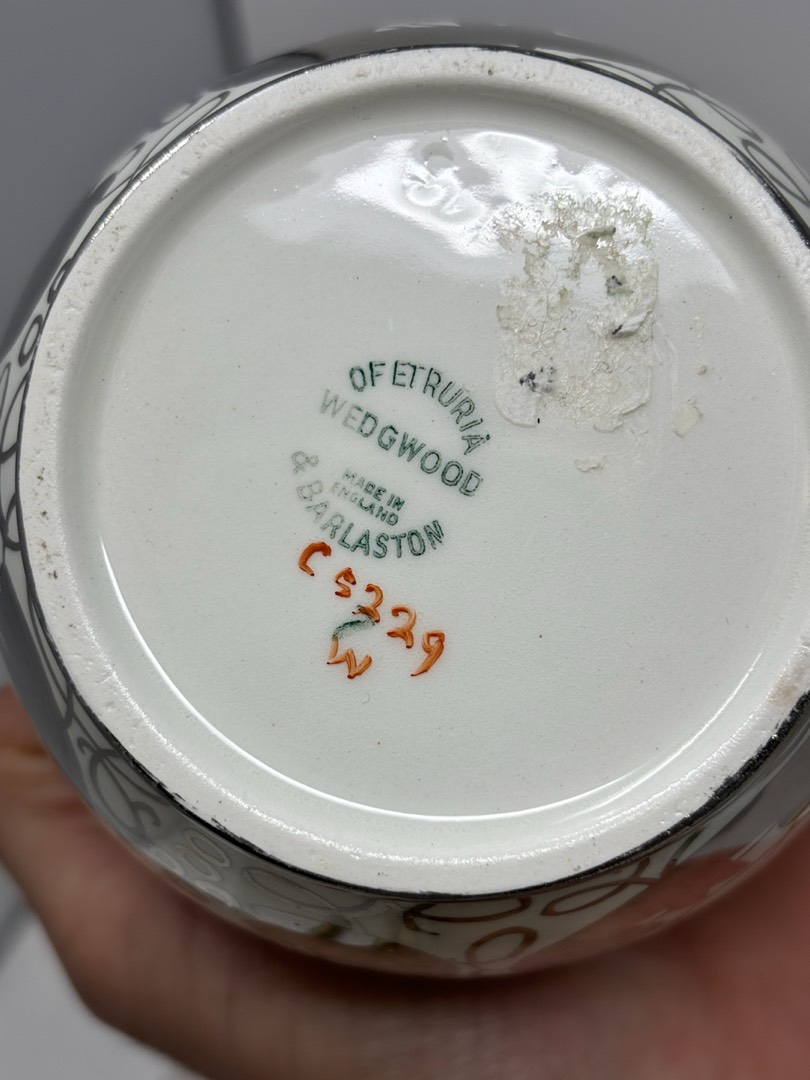 OF ETRURIA
WEDGWOOD
MADE IN
ENGLAND
& BARLASTON
C5229
W